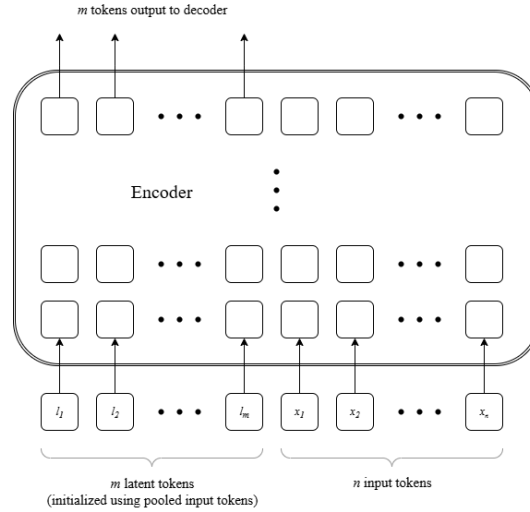 m tokens output to decoder
Encoder
l1 l2 lm x1 x2 xn
m latent tokens
(initialized using pooled input tokens)
n input tokens